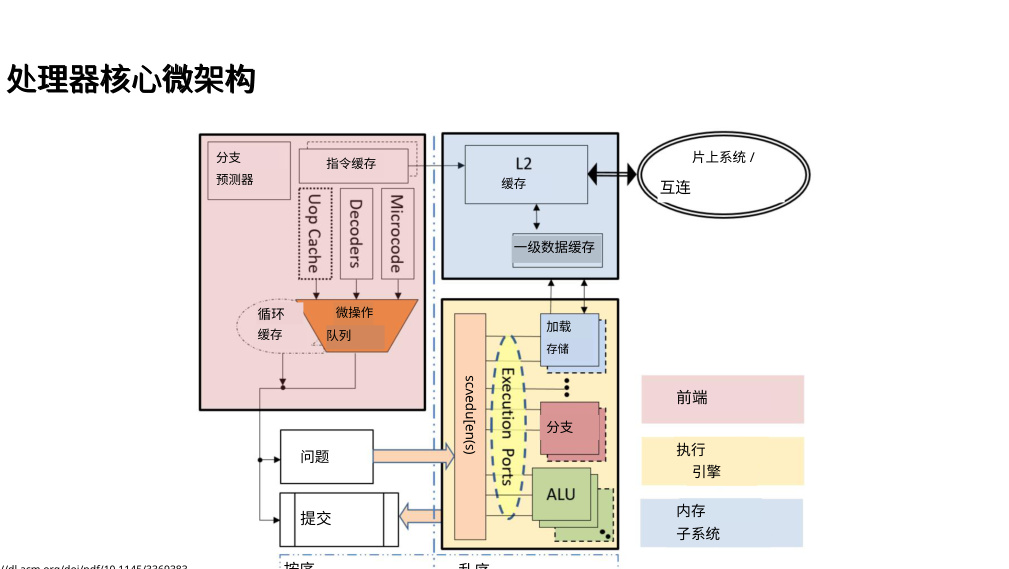 处理器核心微架构
分支
预测器
指令缓存
Uop Cache
Decoders
Microcode
循环
缓存
微操作
队列
L2
缓存
一级数据缓存
片上系统 /
互连
加载
存储
Execution Ports
分支
ALU
问题
提交
前端
执行
引擎
内存
子系统
按序
乱序
//dl.acm.org/doi/pdf/10.1145/3369383